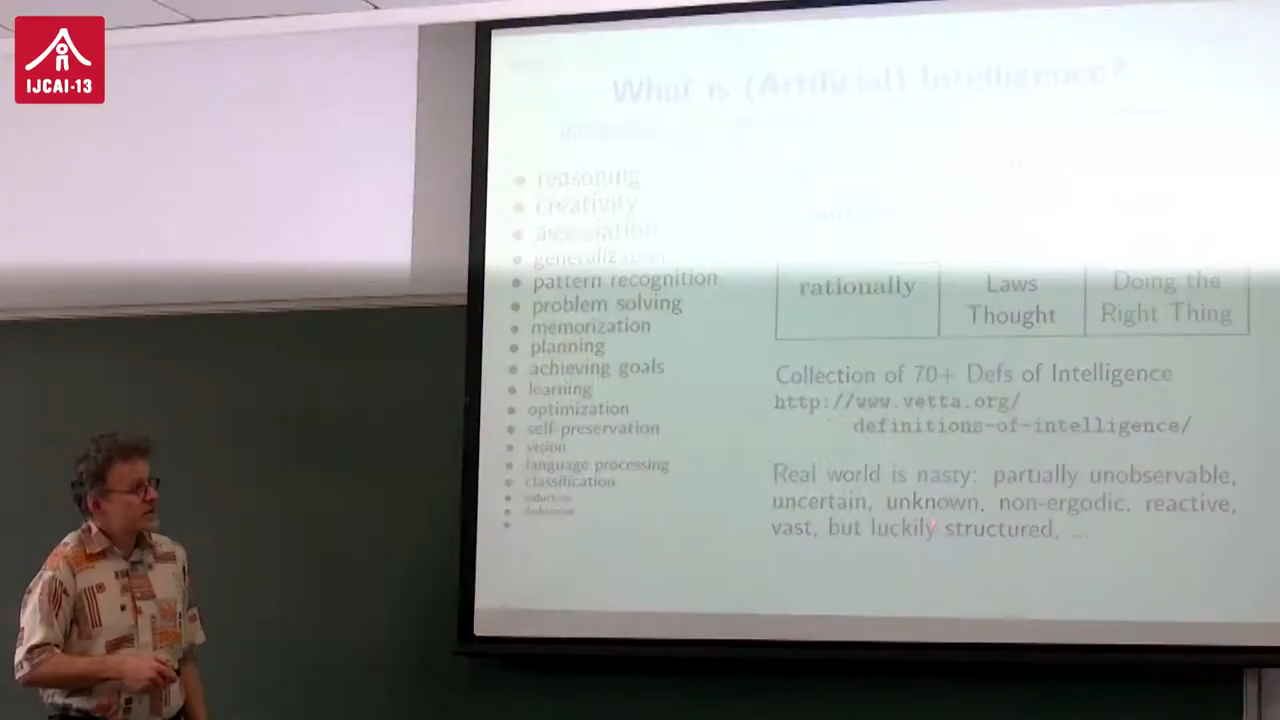 IJCAI-13
What is (Artificial) Intelligence?
• reasoning
• creativity
• association
• generalization
• pattern recognition
• problem solving
• memorization
• planning
• achieving goals
• learning
• optimization
• self-preservation
• vision
• language processing
• classification
• induction
• deduction
•
rationally
Laws
Thought
Doing the
Right Thing
Collection of 70+ Defs of Intelligence
http://www.vetta.org/
definitions-of-intelligence/
Real world is nasty: partially unobservable,
uncertain, unknown, non-ergodic, reactive,
vast, but luckily structured, ...